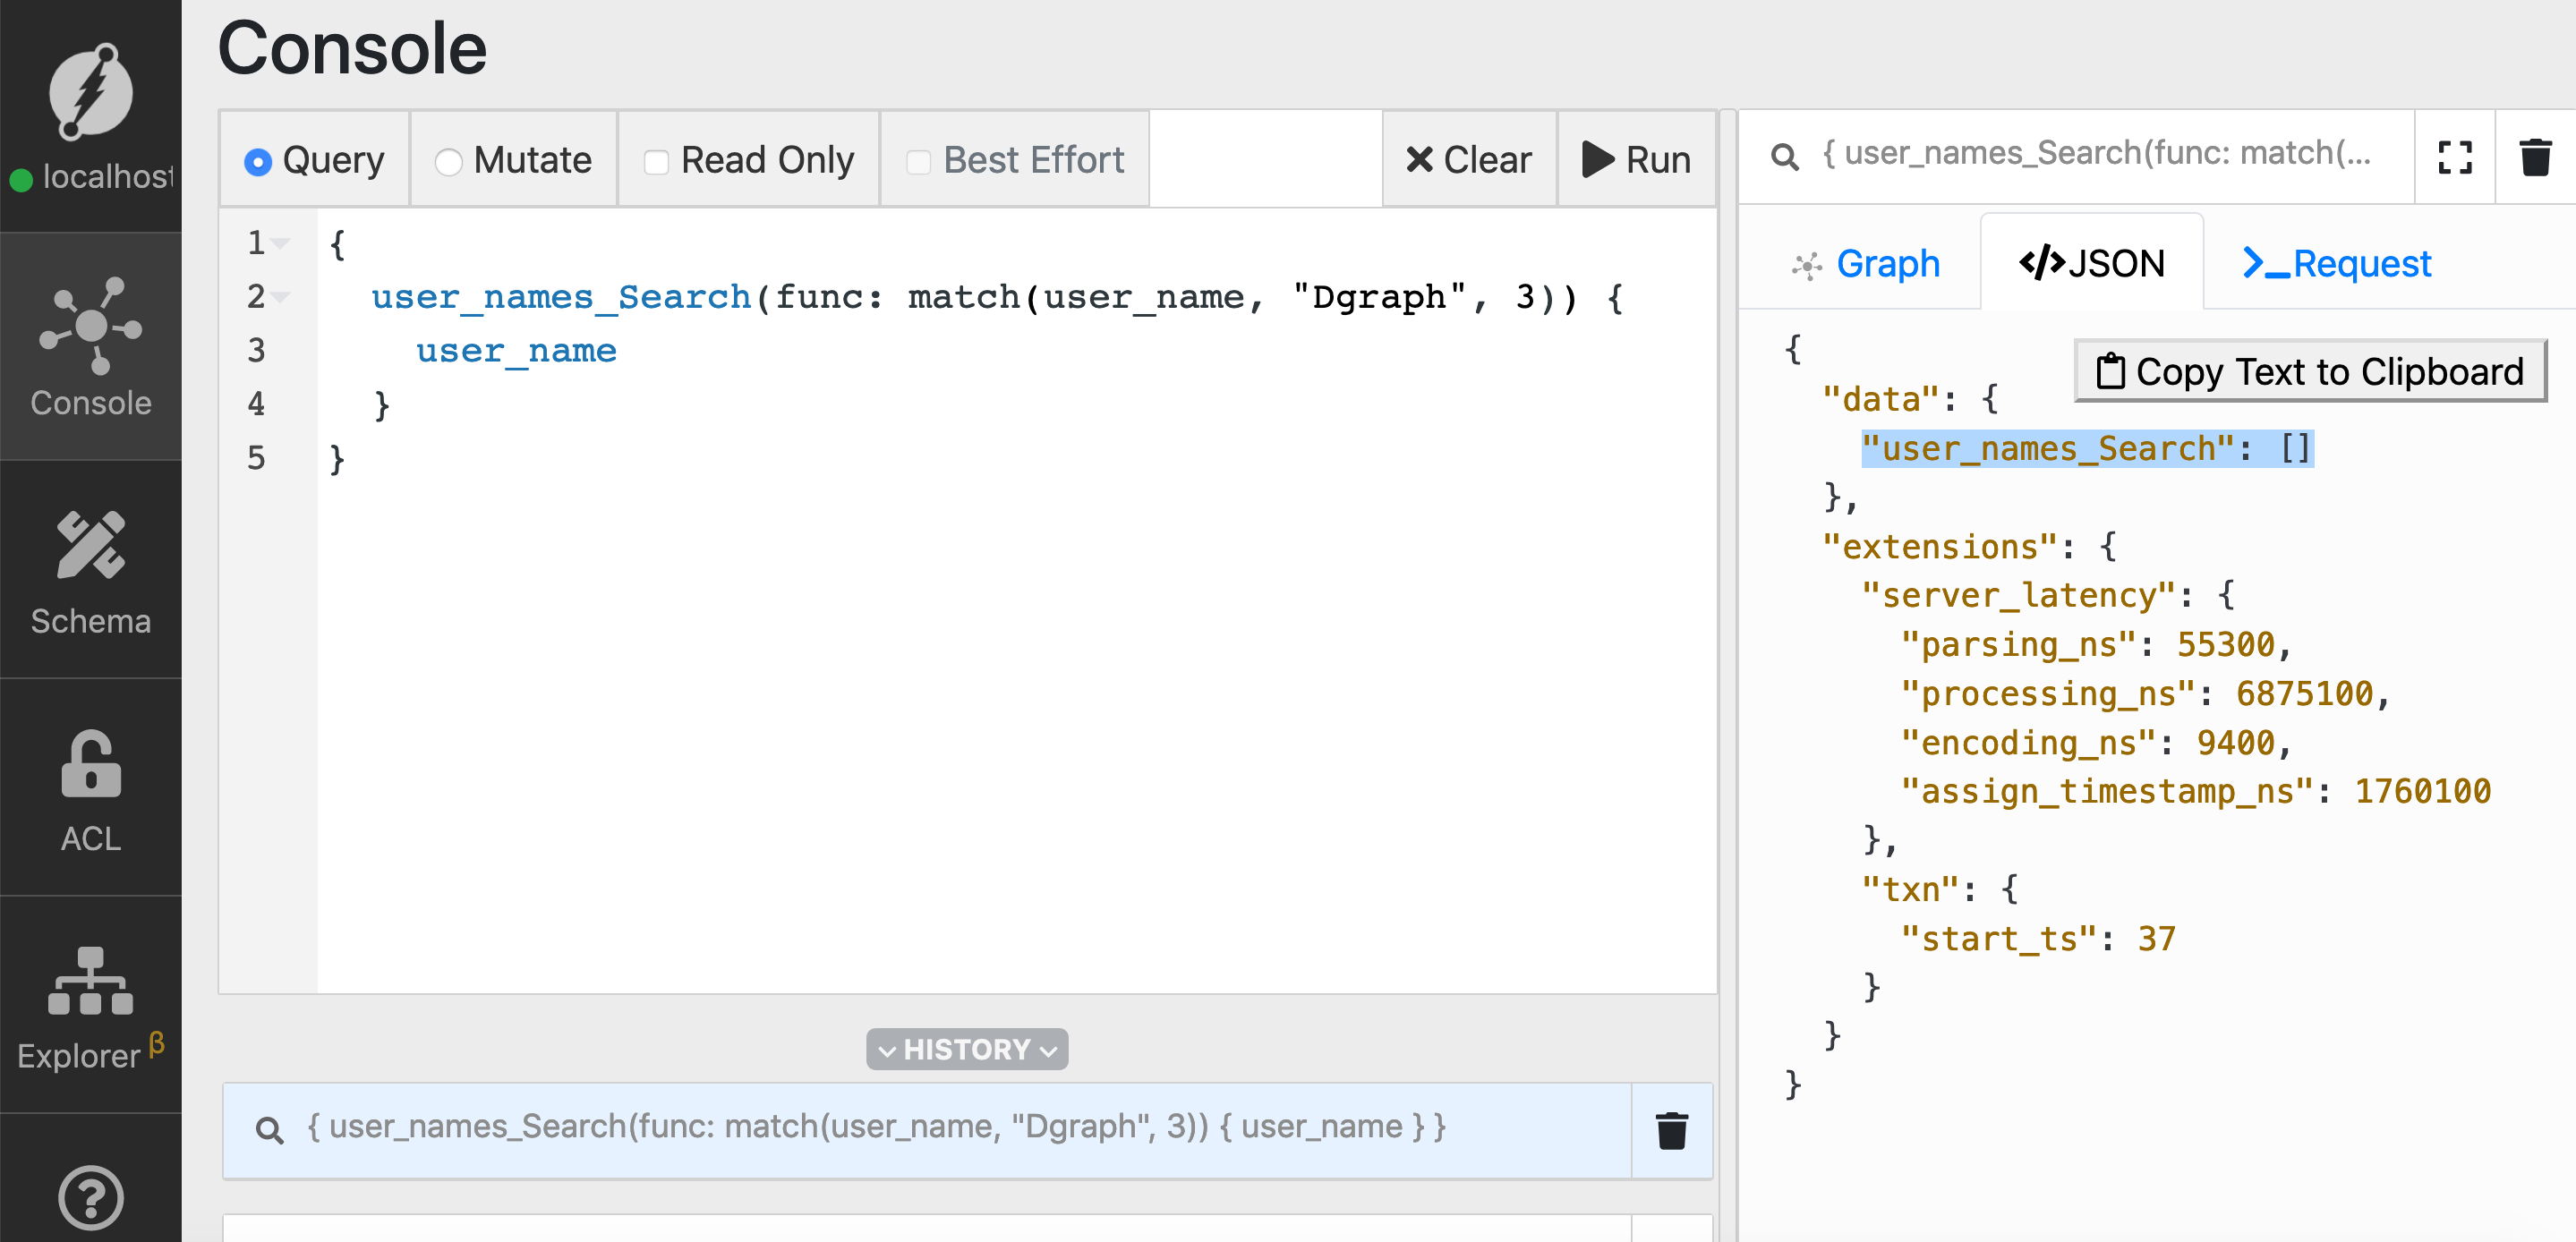 Console
localhost
Console
Schema
ACL
Explorer β
Query Mutate Read Only Best Effort Clear Run
1 {
2 user_names_Search(func: match(user_name, "Dgraph", 3)) {
3 user_name
4 }
5 }
HISTORY
{ user_names_Search(func: match(user_name, "Dgraph", 3)) { user_name } }
{ user_names_Search(func: match(...
Graph </>JSON >_Request
Copy Text to Clipboard
{
"data": {
"user_names_Search": []
},
"extensions": {
"server_latency": {
"parsing_ns": 55300,
"processing_ns": 6875100,
"encoding_ns": 9400,
"assign_timestamp_ns": 1760100
},
"txn": {
"start_ts": 37
}
}
}